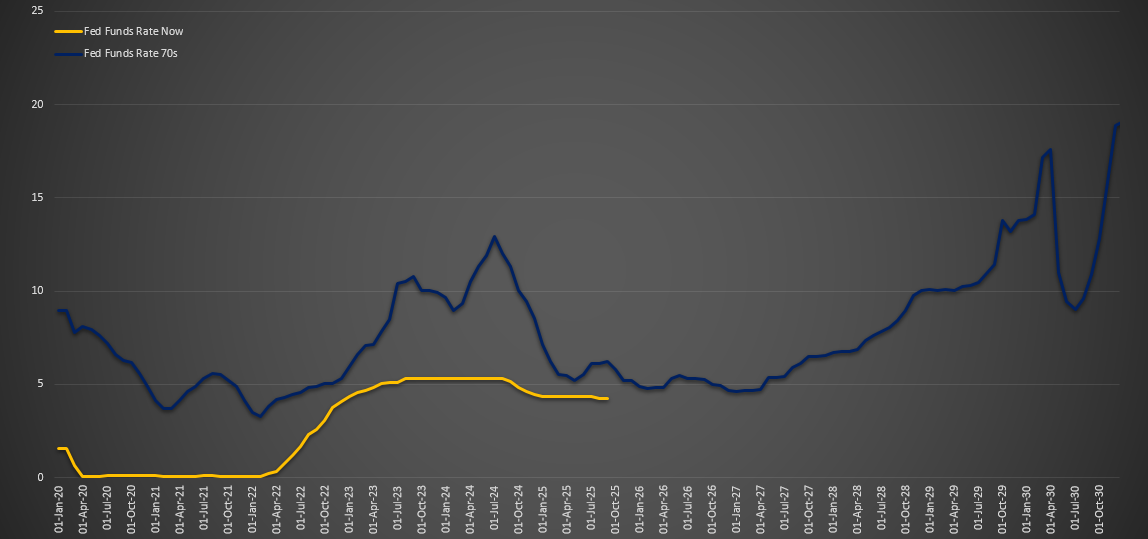 25
Fed Funds Rate Now
Fed Funds Rate 70s
20
15
10
5
0
01-Jan-20
01-Apr-20
01-Jul-20
01-Oct-20
01-Jan-21
01-Apr-21
01-Jul-21
01-Oct-21
01-Jan-22
01-Apr-22
01-Jul-22
01-Oct-22
01-Jan-23
01-Apr-23
01-Jul-23
01-Oct-23
01-Jan-24
01-Apr-24
01-Jul-24
01-Oct-24
01-Jan-25
01-Apr-25
01-Jul-25
01-Oct-25
01-Jan-26
01-Apr-26
01-Jul-26
01-Oct-26
01-Jan-27
01-Apr-27
01-Jul-27
01-Oct-27
01-Jan-28
01-Apr-28
01-Jul-28
01-Oct-28
01-Jan-29
01-Apr-29
01-Jul-29
01-Oct-29
01-Jan-30
01-Apr-30
01-Jul-30
01-Oct-30